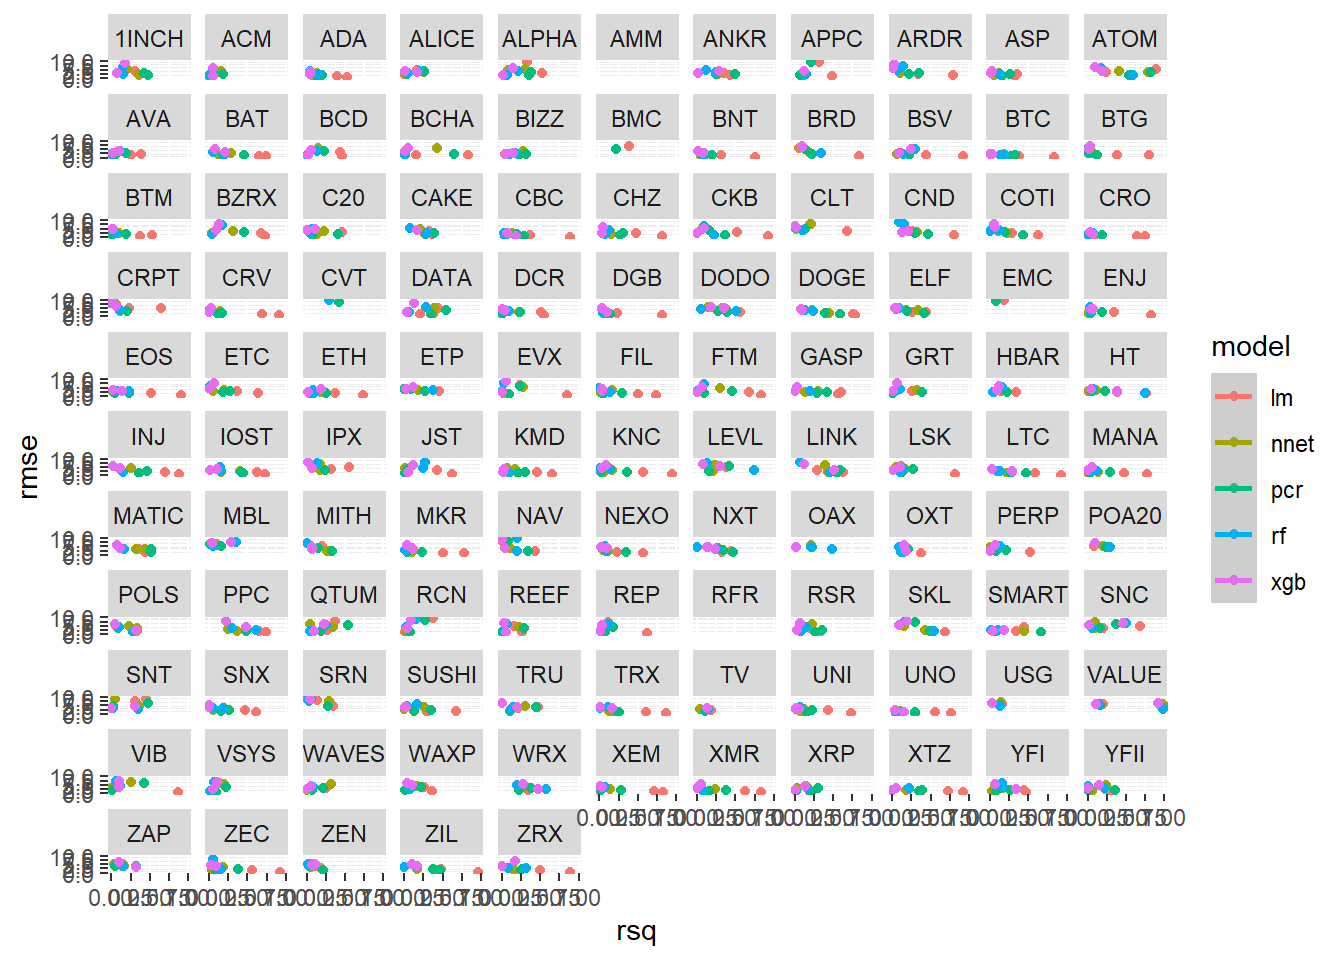 1INCH ACM ADA ALICE ALPHA AMM ANKR APPC ARDR ASP ATOM
AVA BAT BCD BCHA BIZZ BMC BNT BRD BSV BTC BTG
BTM BZRX C20 CAKE CBC CHZ CKB CLT CND COTI CRO
CRPT CRV CVT DATA DCR DGB DODO DOGE ELF EMC ENJ
EOS ETC ETH ETP EVX FIL FTM GASP GRT HBAR HT
INJ IOST IPX JST KMD KNC LEVL LINK LSK LTC MANA
MATIC MBL MITH MKR NAV NEXO NXT OAX OXT PERP POA20
POLS PPC QTUM RCN REEF REP RFR RSR SKL SMART SNC
SNT SNX SRN SUSHI TRU TRX TV UNI UNO USG VALUE
VIB VSYS WAVES WAXP WRX XEM XMR XRP XTZ YFI YFII
ZAP ZEC ZEN ZIL ZRX
rsq
rmse
model
lm
nnet
pcr
rf
xgb